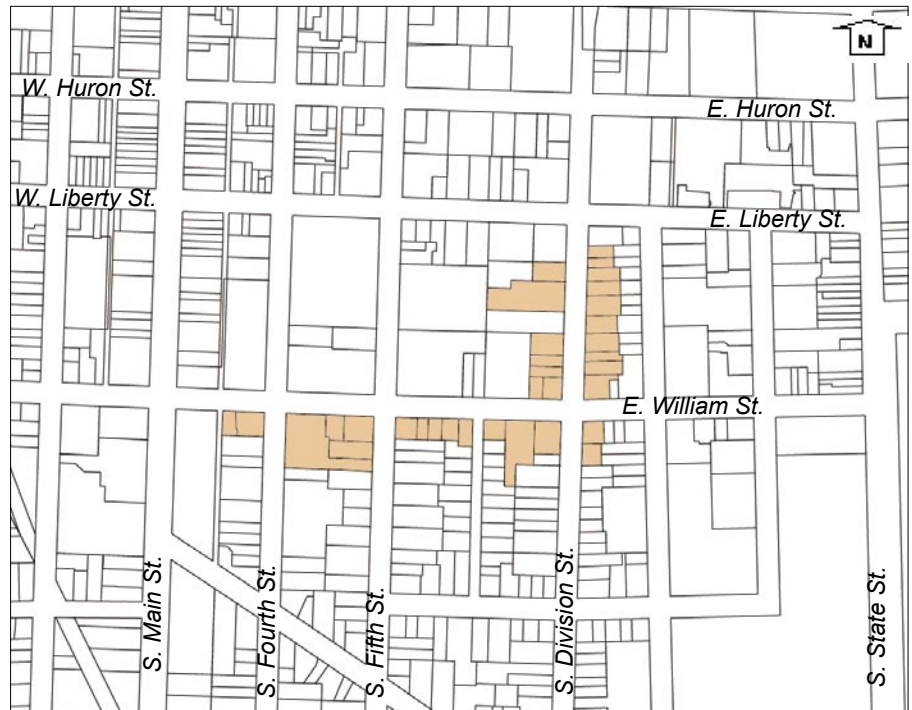 N
W. Huron St.
E. Huron St.
W. Liberty St.
E. Liberty St.
E. William St.
S. Main St.
S. Fourth St.
S. Fifth St.
S. Division St.
S. State St.